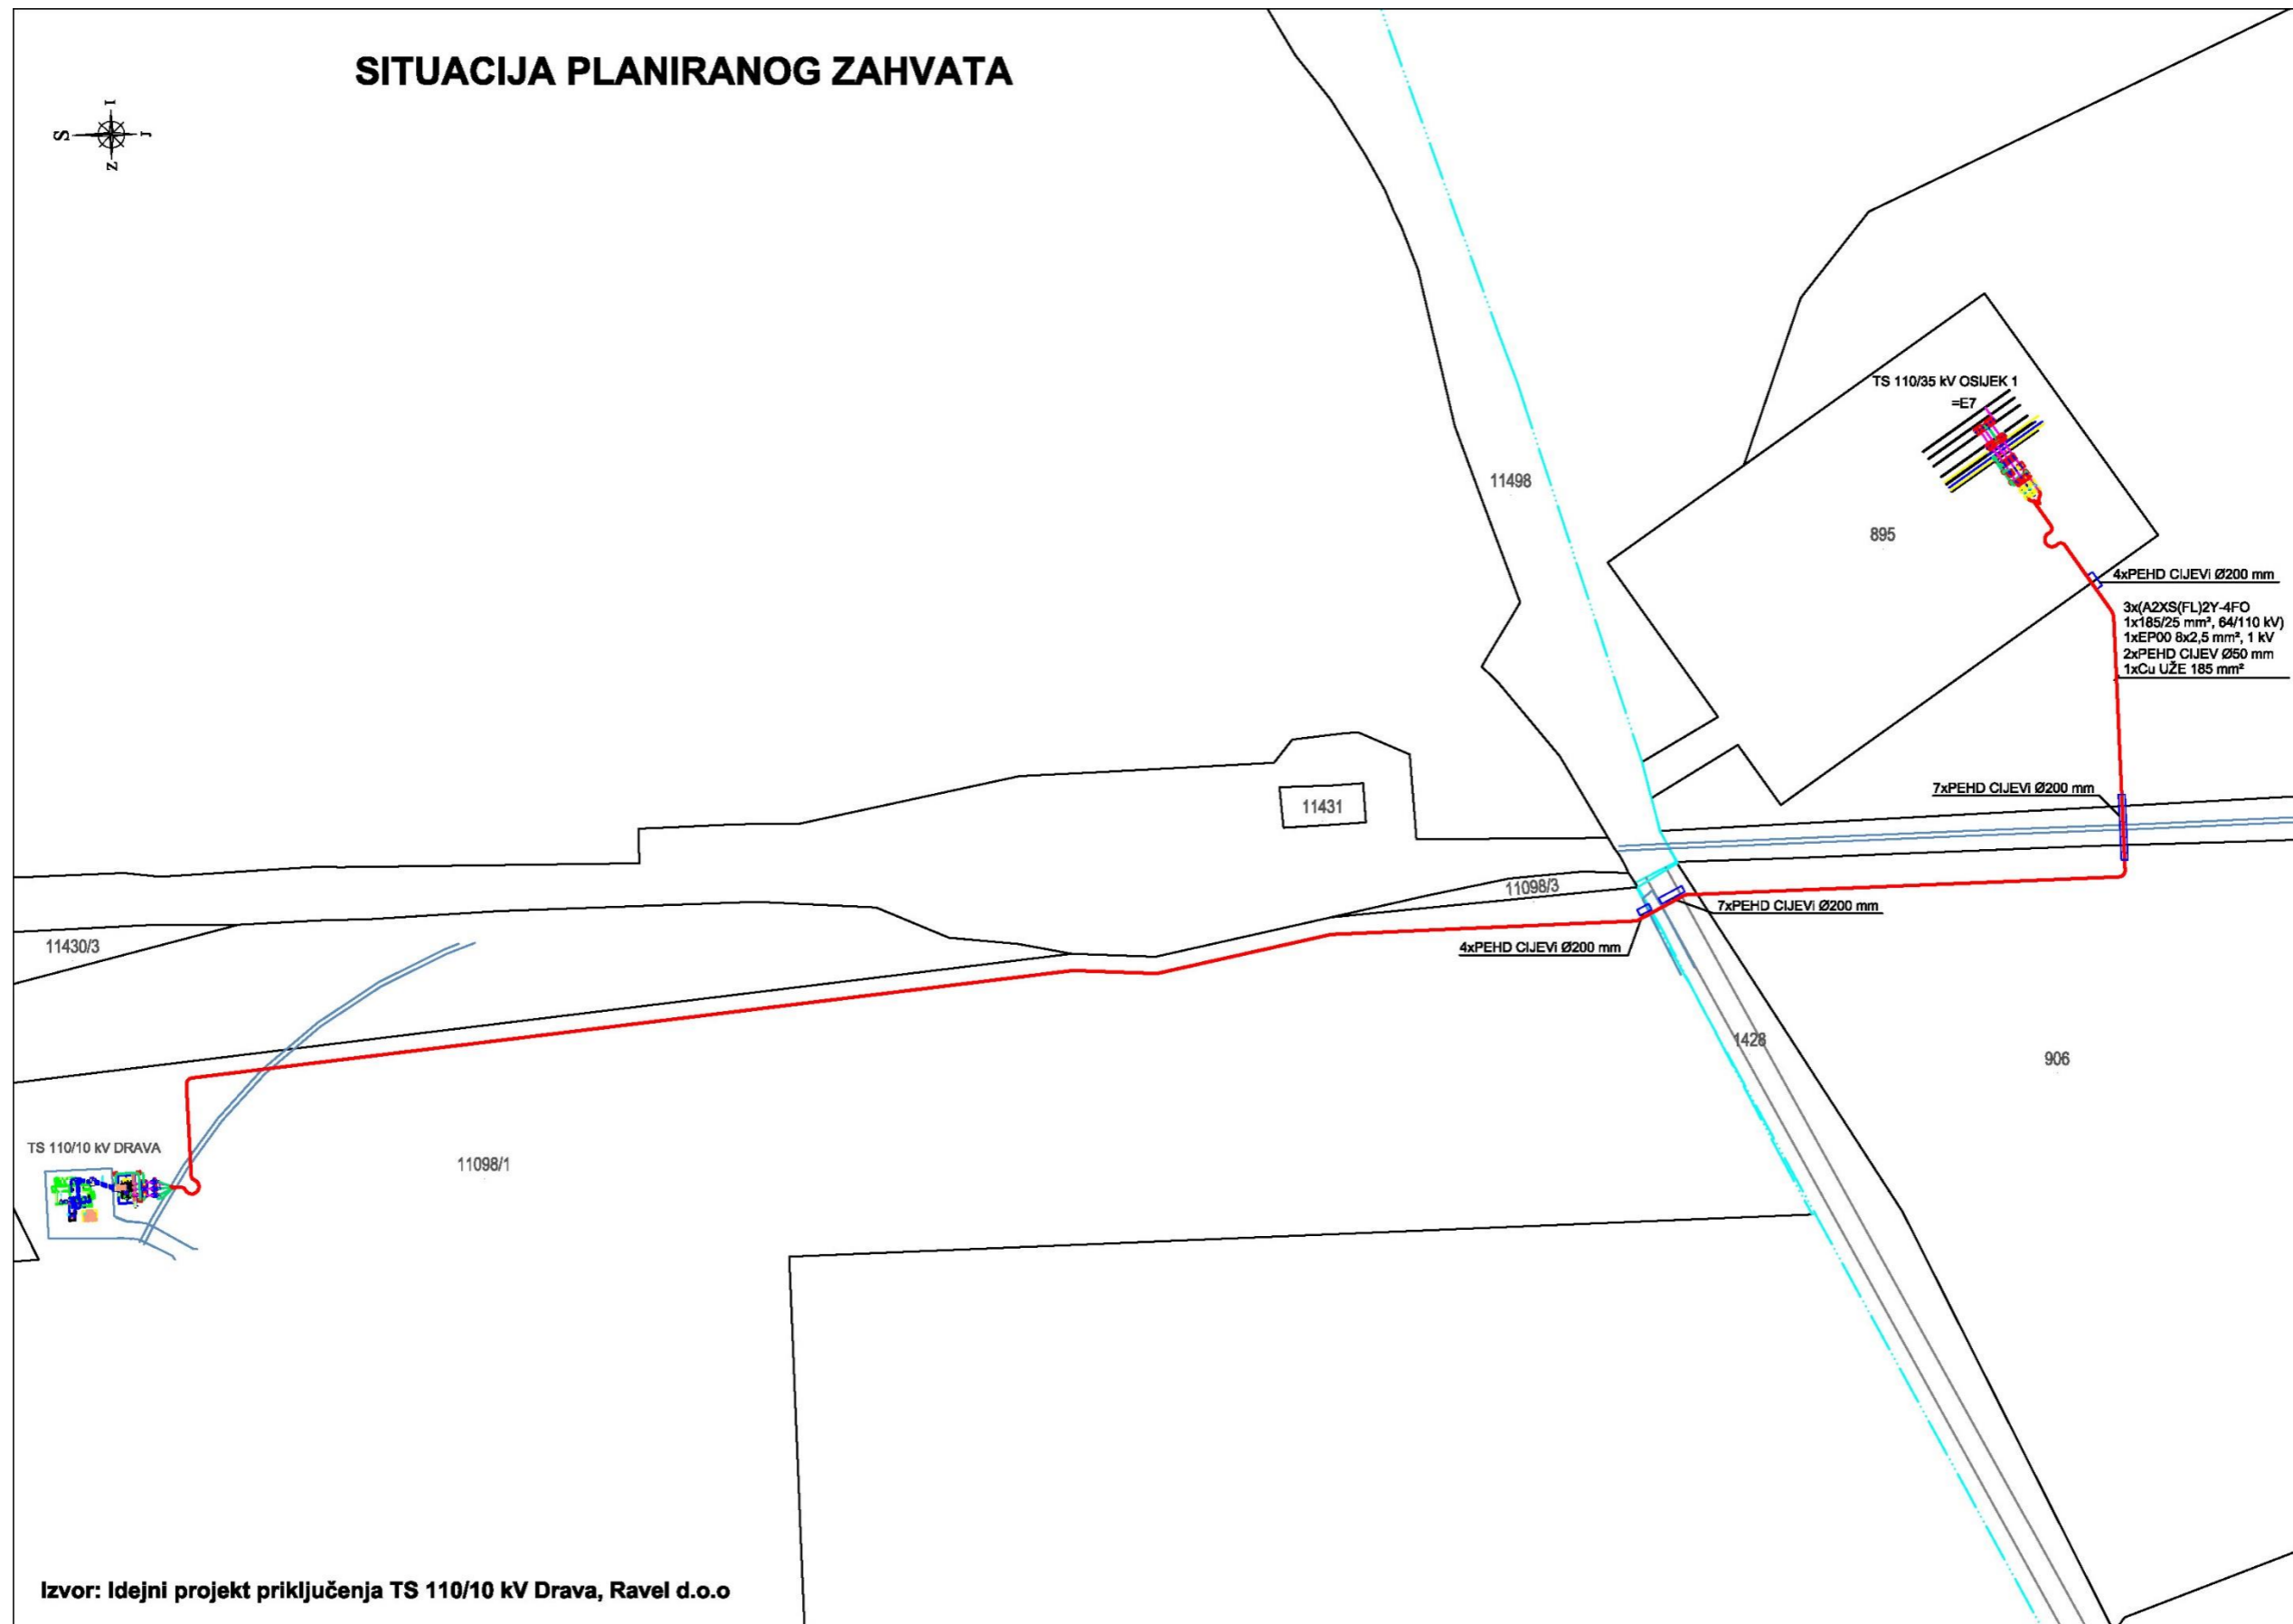 SITUACIJA PLANIRANOG ZAHVATA
I
S
J
Z
TS 110/35 kV OSIJEK 1
=E7
11498
895
4xPEHD CIJEVI Ø200 mm
3x(A2XS(FL)2Y-4FO
1x185/25 mm², 64/110 kV)
1xEP00 8x2,5 mm², 1 kV
2xPEHD CIJEV Ø50 mm
1xCu UŽE 185 mm²
7xPEHD CIJEVI Ø200 mm
11431
11098/3
7xPEHD CIJEVI Ø200 mm
11430/3
4xPEHD CIJEVI Ø200 mm
1428
906
TS 110/10 kV DRAVA
11098/1
Izvor: Idejni projekt priključenja TS 110/10 kV Drava, Ravel d.o.o